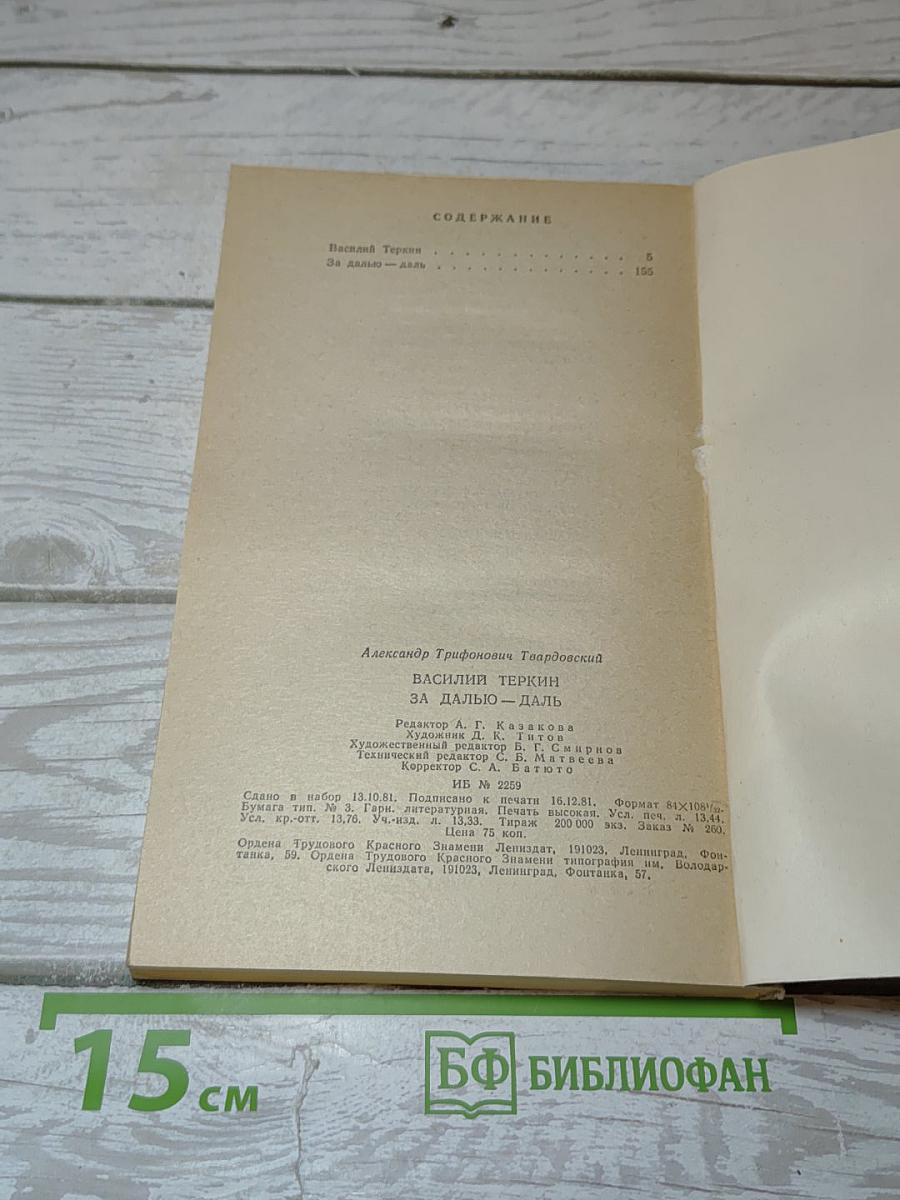 СОДЕРЖАНИЕ
Василий Теркин . . . . . . . . . . . . . 5
За далью — даль . . . . . . . . . . . . . 155
Александр Трифонович Твардовский
ВАСИЛИЙ ТЕРКИН
ЗА ДАЛЬЮ — ДАЛЬ
Редактор А. Г. Казакова
Художник Д. К. Титов
Художественный редактор Б. Г. Смирнов
Технический редактор С. Б. Матвеева
Корректор С. А. Батюто
ИБ № 2259
Сдано в набор 13.10.81. Подписано к печати 16.12.81. Формат 84×108¹/₃₂.
Бумага тип. № 3. Гарн. литературная. Печать высокая. Усл. печ. л. 13,44.
Усл. кр.-отт. 13,76. Уч.-изд. л. 13,33. Тираж 200 000 экз. Заказ № 260.
Цена 75 коп.
Ордена Трудового Красного Знамени Лениздат, 191023, Ленинград, Фон-
танка, 59. Ордена Трудового Красного Знамени типография им. Володар-
ского Лениздата, 191023, Ленинград, Фонтанка, 57.
15 см
БФ БИБЛИОФАН